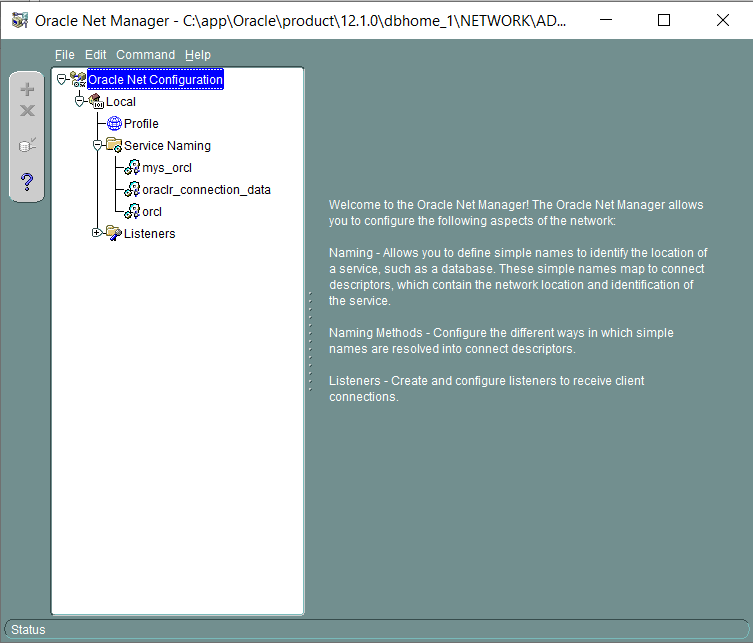 Oracle Net Manager - C:\app\Oracle\product\12.1.0\dbhome_1\NETWORK\AD...
File Edit Command Help
Oracle Net Configuration
Local
Profile
Service Naming
mys_orcl
oraclr_connection_data
orcl
Listeners
Welcome to the Oracle Net Manager! The Oracle Net Manager allows
you to configure the following aspects of the network:
Naming - Allows you to define simple names to identify the location of
a service, such as a database. These simple names map to connect
descriptors, which contain the network location and identification of
the service.
Naming Methods - Configure the different ways in which simple
names are resolved into connect descriptors.
Listeners - Create and configure listeners to receive client
connections.
Status